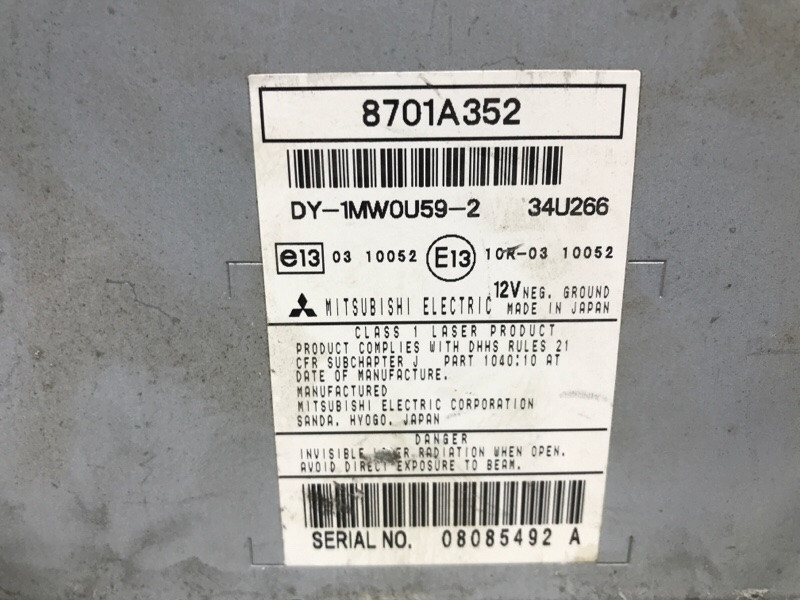 8701A352
DY-1MW0U59-2 34U266
e13 03 10052 E13 10R-03 10052
MITSUBISHI ELECTRIC 12V NEG. GROUND
MADE IN JAPAN
CLASS 1 LASER PRODUCT
PRODUCT COMPLIES WITH DHHS RULES 21
CFR SUBCHAPTER J PART 1040:10 AT
DATE OF MANUFACTURE.
MANUFACTURED
MITSUBISHI ELECTRIC CORPORATION
SANDA, HYOGO, JAPAN
DANGER
INVISIBLE LASER RADIATION WHEN OPEN.
AVOID DIRECT EXPOSURE TO BEAM.
SERIAL NO. 08085492 A